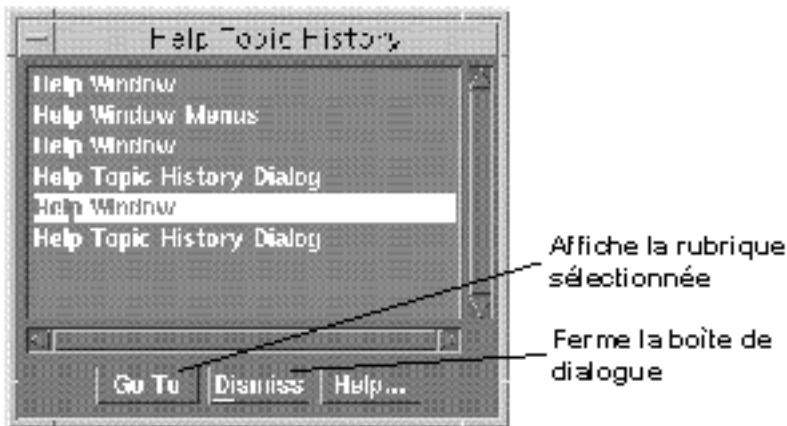 Help Topic History
Help Window
Help Window Menus
Help Window
Help Topic History Dialog
Help Window
Help Topic History Dialog
Affiche la rubrique
sélectionnée
Ferme la boîte de
dialogue
Go To Dismiss Help...